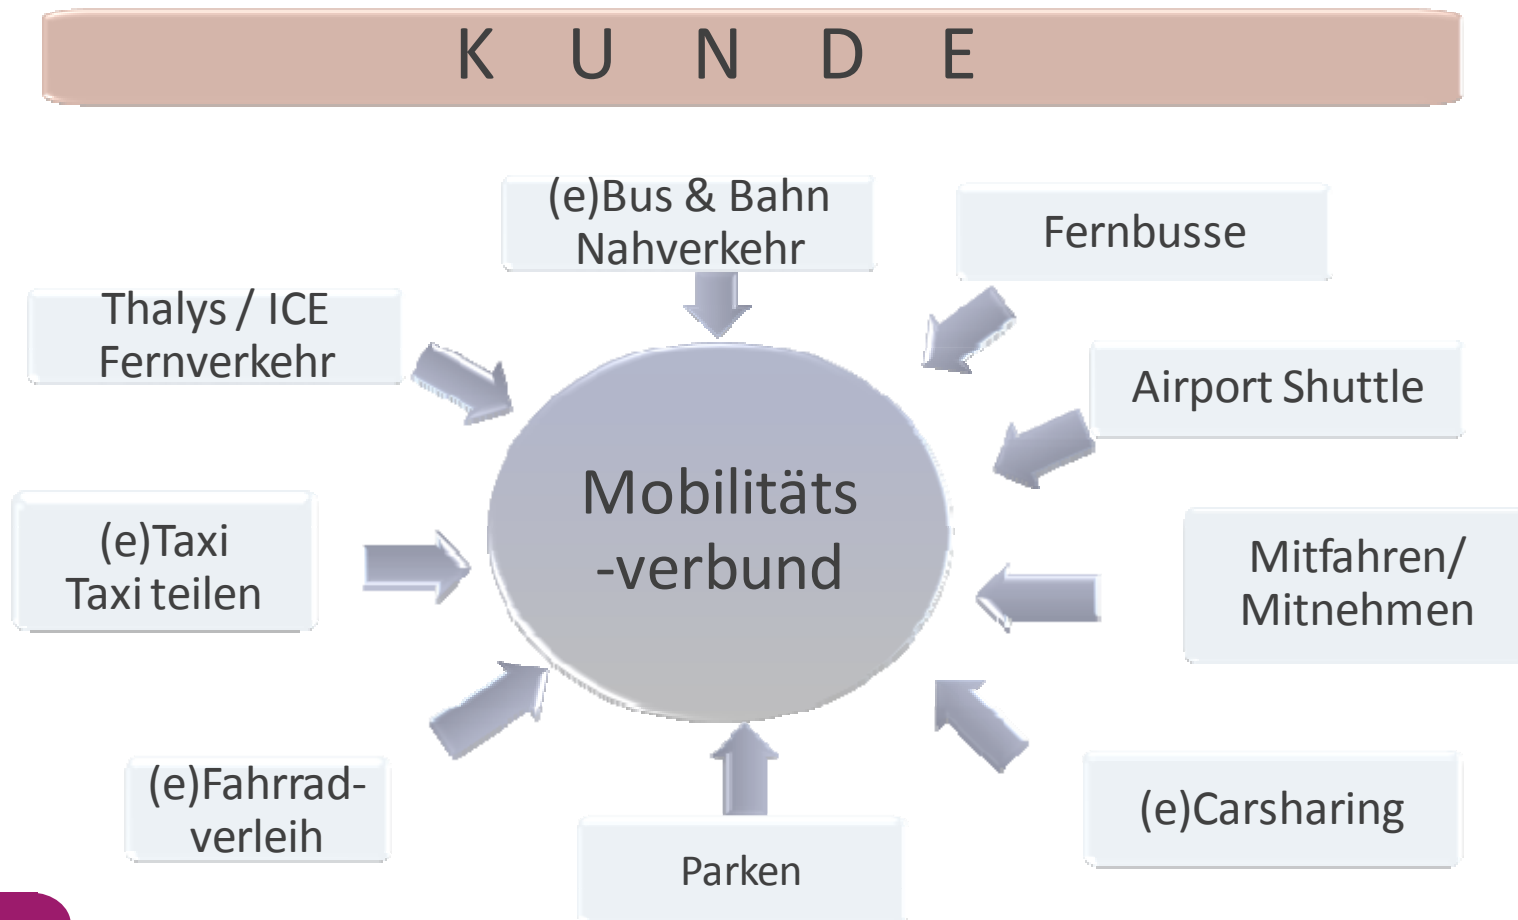 K U N D E
(e)Bus & Bahn
Nahverkehr
Fernbusse
Thalys / ICE
Fernverkehr
Airport Shuttle
Mobilitäts
-verbund
(e)Taxi
Taxi teilen
Mitfahren/
Mitnehmen
(e)Fahrrad-
verleih
Parken
(e)Carsharing